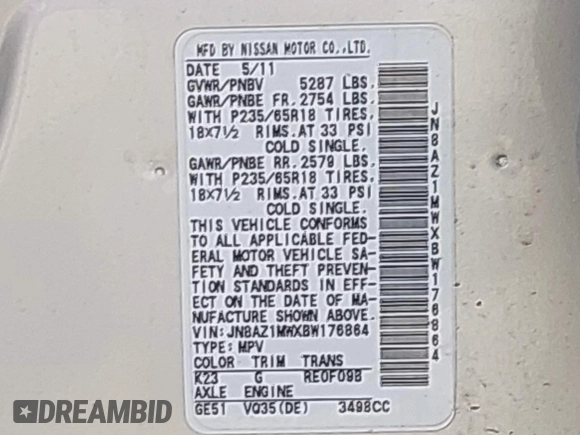 MFD BY NISSAN MOTOR CO.,LTD.
DATE 5/11
GVWR/PNBV 5287 LBS.
GAWR/PNBE FR. 2754 LBS.
WITH P235/65R18 TIRES.
18X7½ RIMS.AT 33 PSI
COLD SINGLE.
GAWR/PNBE RR. 2579 LBS.
WITH P235/65R18 TIRES.
18X7½ RIMS.AT 33 PSI
COLD SINGLE.
THIS VEHICLE CONFORMS
TO ALL APPLICABLE FED-
ERAL MOTOR VEHICLE SA-
FETY AND THEFT PREVEN-
TION STANDARDS IN EFF-
ECT ON THE DATE OF MA-
NUFACTURE SHOWN ABOVE.
VIN:JN8AZ1MWXBW176864
TYPE:MPV
COLOR TRIM TRANS
K23 G RE0F09B
AXLE ENGINE
GE51 VQ35(DE) 3498CC
JN8AZ1MWXBW176864
DREAMBID